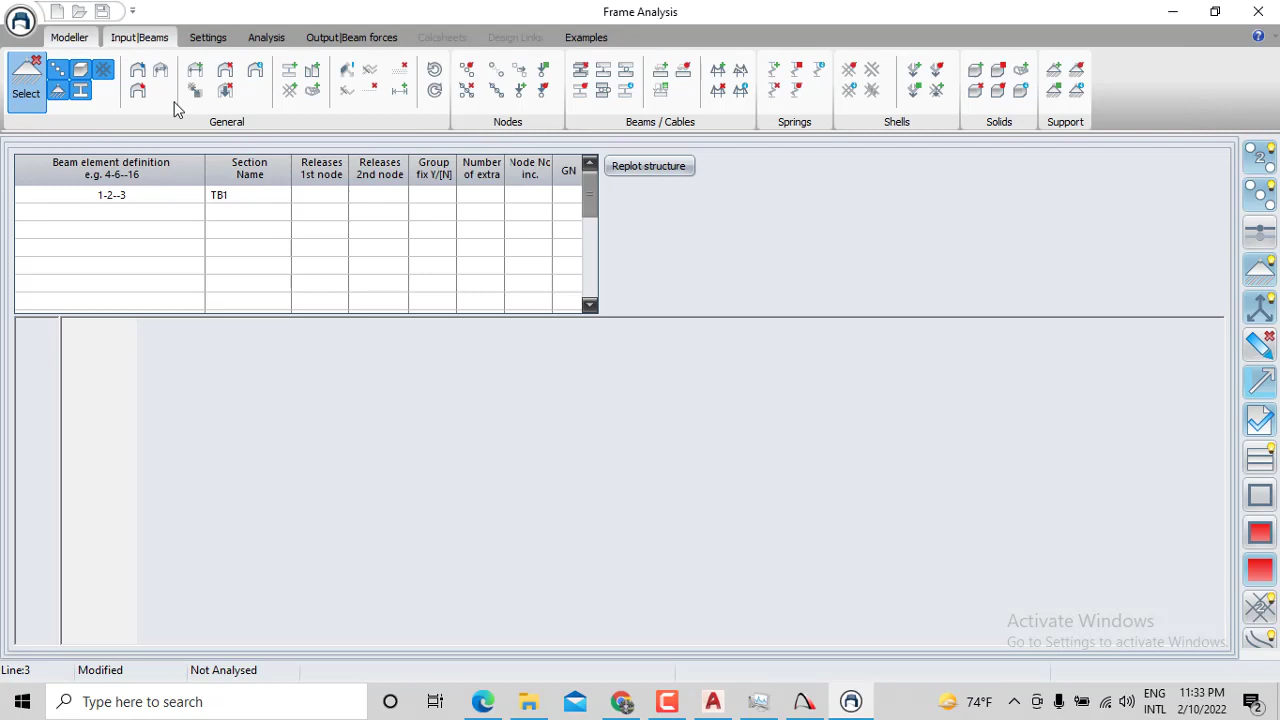 Frame Analysis
Modeller Input|Beams Settings Analysis Output|Beam forces Calcsheets Design Links Examples
Select
General Nodes Beams / Cables Springs Shells Solids Support
Beam element definition Section Releases Releases Group Number Node No GN
e.g. 4-6--16 Name 1st node 2nd node fix Y/[N] of extra inc.
Replot structure
1-2--3 TB1
Activate Windows
Go to Settings to activate Windows.
Line:3 Modified Not Analysed
Type here to search
74°F
ENG
INTL
11:33 PM
2/10/2022
2